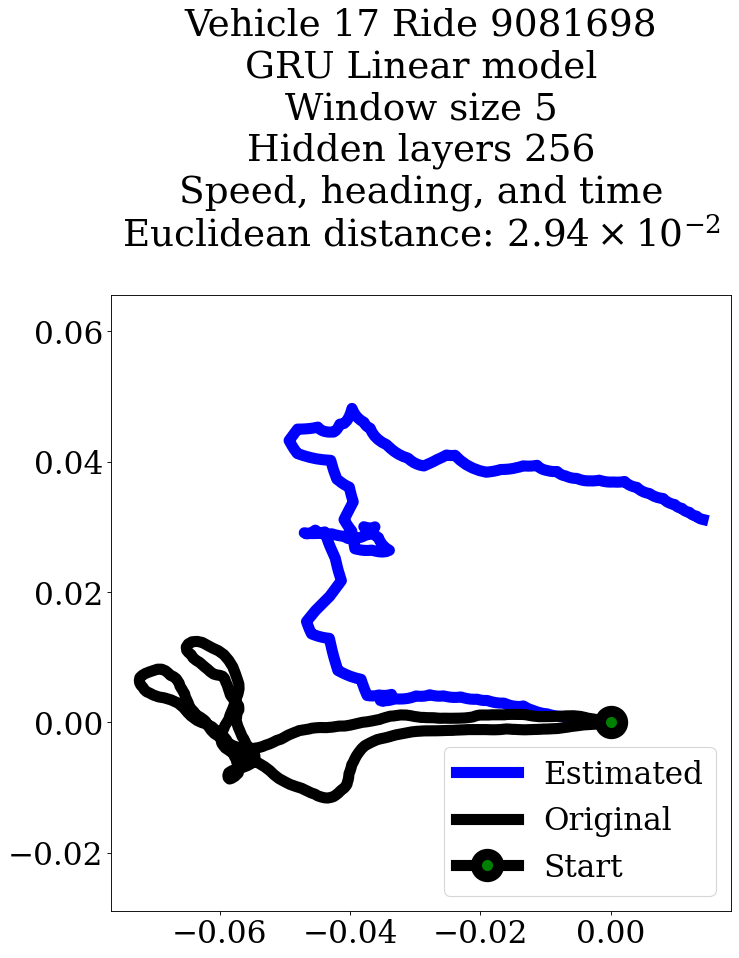 Vehicle 17 Ride 9081698
GRU Linear model
Window size 5
Hidden layers 256
Speed, heading, and time
Euclidean distance: 2.94 × 10⁻²
0.06
0.04
0.02
0.00
−0.02
Estimated
Original
Start
−0.06 −0.04 −0.02 0.00